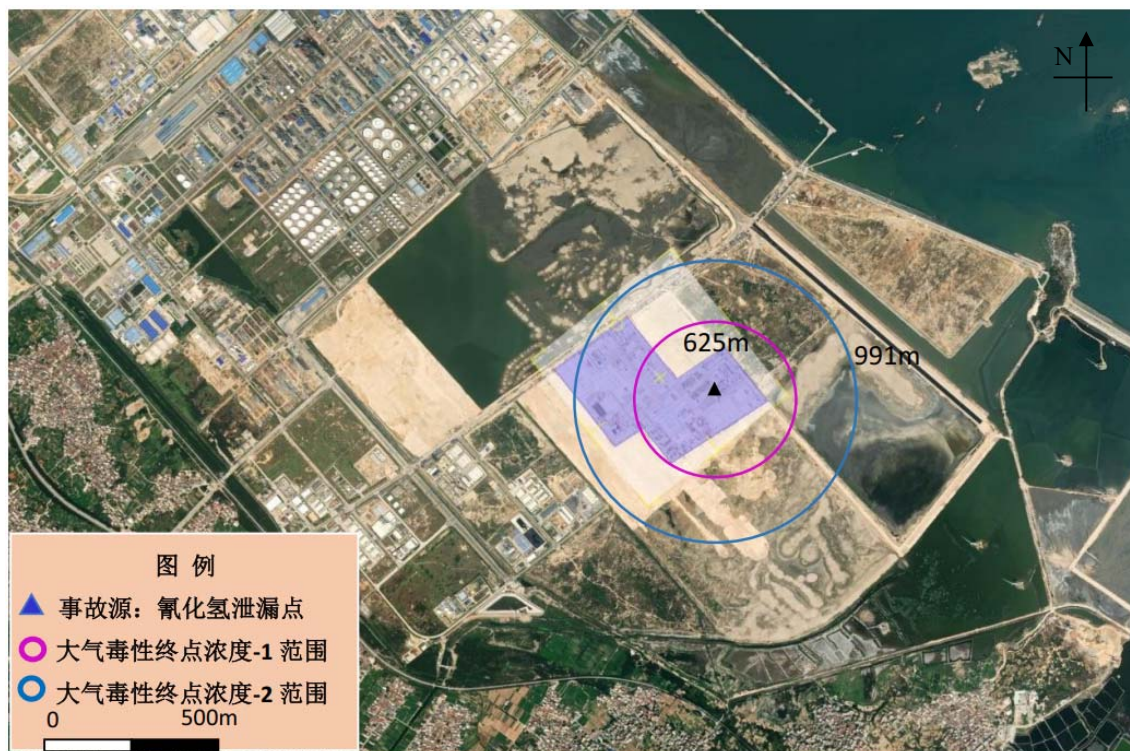 N
625m
991m
图 例
事故源：氰化氢泄漏点
大气毒性终点浓度-1 范围
大气毒性终点浓度-2 范围
0 500m